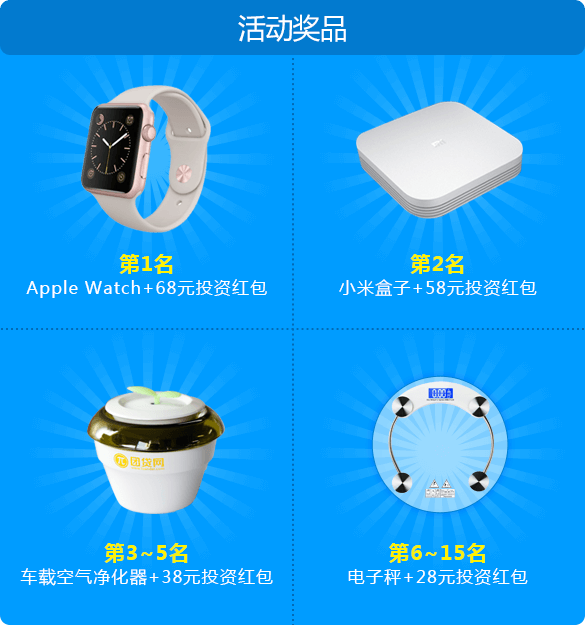 活动奖品
第1名
Apple Watch+68元投资红包
第2名
小米盒子+58元投资红包
团贷网
第3~5名
车载空气净化器+38元投资红包
0.00
第6~15名
电子秤+28元投资红包